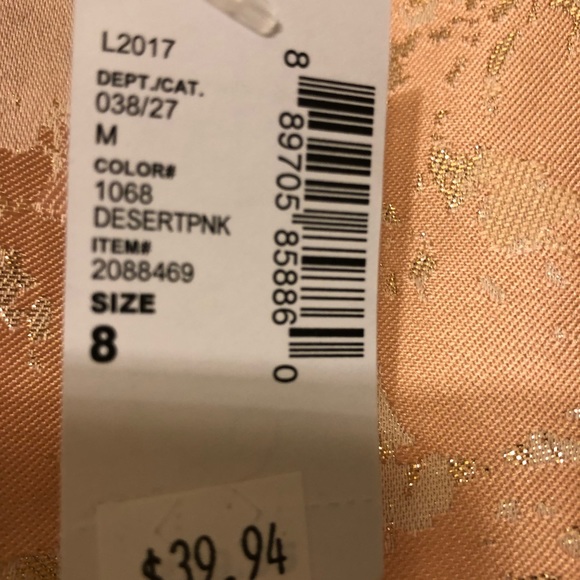 L2017
DEPT./CAT.
038/27
M
COLOR#
1068
DESERTPNK
ITEM#
2088469
SIZE
8
8 89705 85886 0
$39.94